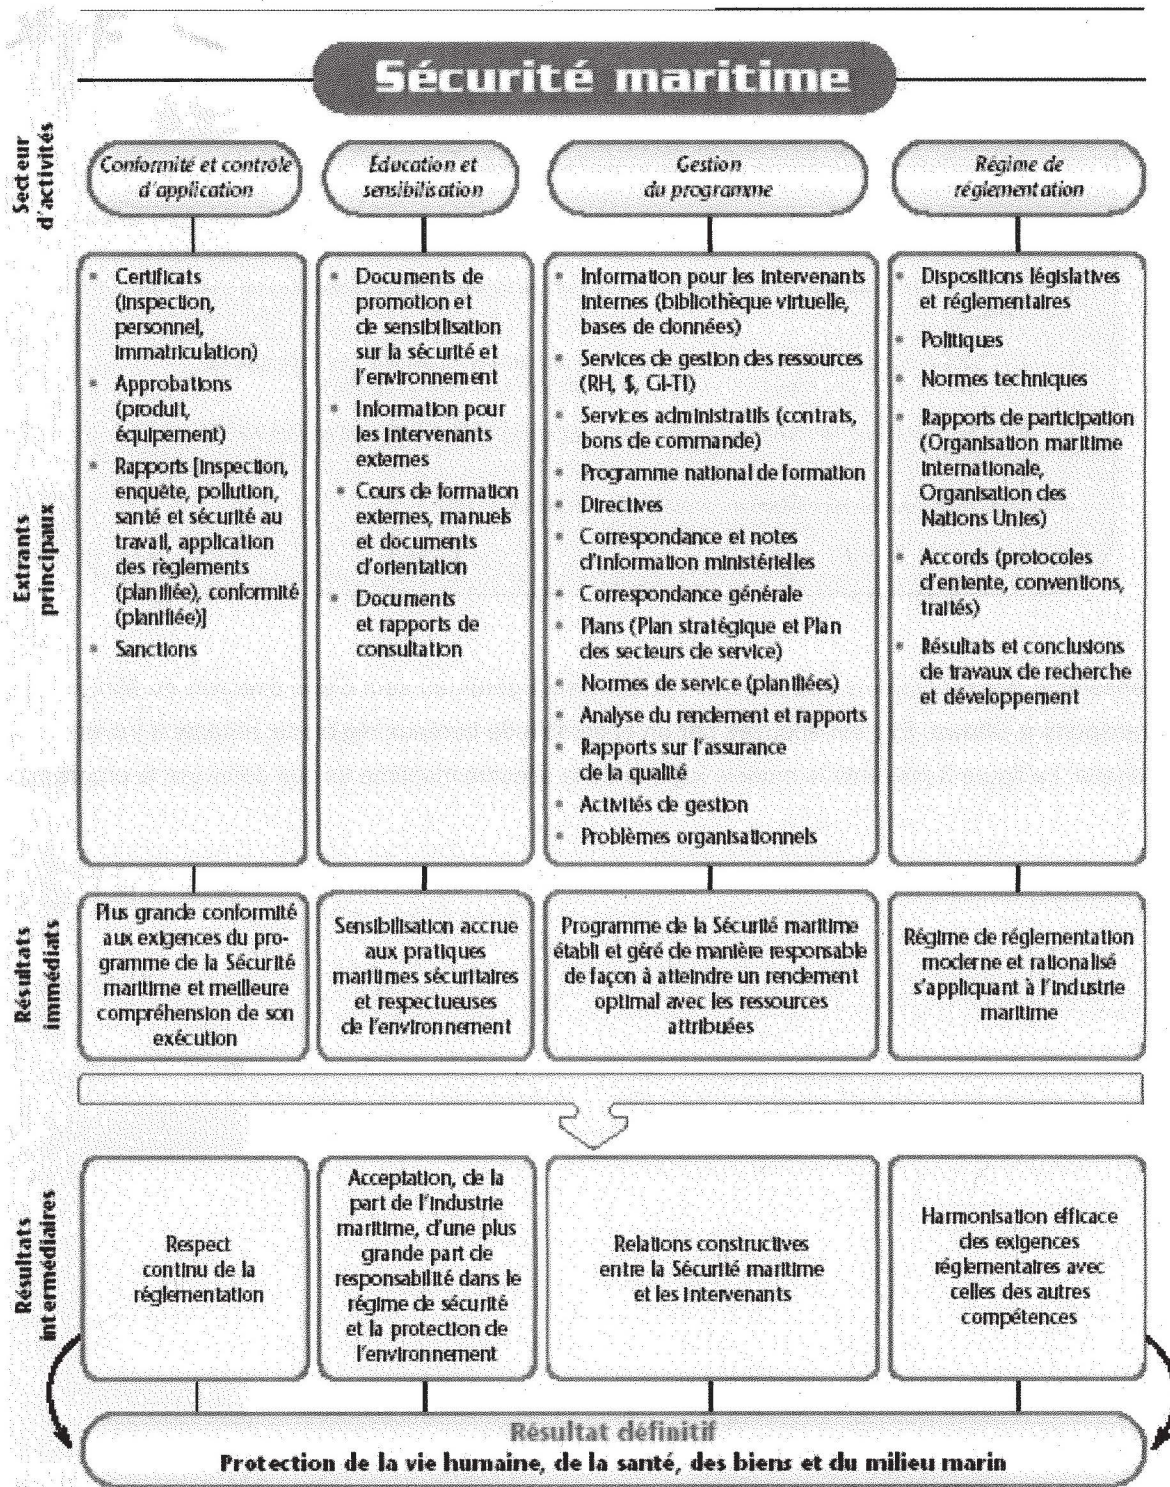 Sécurité maritime
Secteur
d'activités
Conformité et contrôle
d'application
Éducation et
sensibilisation
Gestion
du programme
Régime de
réglementation
Extrants
principaux
• Certificats
(inspection,
personnel,
immatriculation)
• Approbations
(produit,
équipement)
• Rapports [inspection,
enquête, pollution,
santé et sécurité au
travail, application
des règlements
(planifiée), conformité
(planifiée)]
• Sanctions
• Documents de
promotion et
de sensibilisation
sur la sécurité et
l'environnement
• Information pour
les intervenants
externes
• Cours de formation
externes, manuels
et documents
d'orientation
• Documents
et rapports de
consultation
• Information pour les intervenants
internes (bibliothèque virtuelle,
bases de données)
• Services de gestion des ressources
(RH, $, GI-TI)
• Services administratifs (contrats,
bons de commande)
• Programme national de formation
• Directives
• Correspondance et notes
d'information ministérielles
• Correspondance générale
• Plans (Plan stratégique et Plan
des secteurs de service)
• Normes de service (planifiées)
• Analyse du rendement et rapports
• Rapports sur l'assurance
de la qualité
• Activités de gestion
• Problèmes organisationnels
• Dispositions législatives
et réglementaires
• Politiques
• Normes techniques
• Rapports de participation
(Organisation maritime
internationale,
Organisation des
Nations Unies)
• Accords (protocoles
d'entente, conventions,
traités)
• Résultats et conclusions
de travaux de recherche
et développement
Résultats
immédiats
Plus grande conformité
aux exigences du pro-
gramme de la Sécurité
maritime et meilleure
compréhension de son
exécution
Sensibilisation accrue
aux pratiques
maritimes sécuritaires
et respectueuses
de l'environnement
Programme de la Sécurité maritime
établi et géré de manière responsable
de façon à atteindre un rendement
optimal avec les ressources
attribuées
Régime de réglementation
moderne et rationalisé
s'appliquant à l'industrie
maritime
Résultats
intermédiaires
Respect
continu de la
réglementation
Acceptation, de la
part de l'industrie
maritime, d'une plus
grande part de
responsabilité dans le
régime de sécurité
et la protection de
l'environnement
Relations constructives
entre la Sécurité maritime
et les intervenants
Harmonisation efficace
des exigences
réglementaires avec
celles des autres
compétences
Résultat définitif
Protection de la vie humaine, de la santé, des biens et du milieu marin